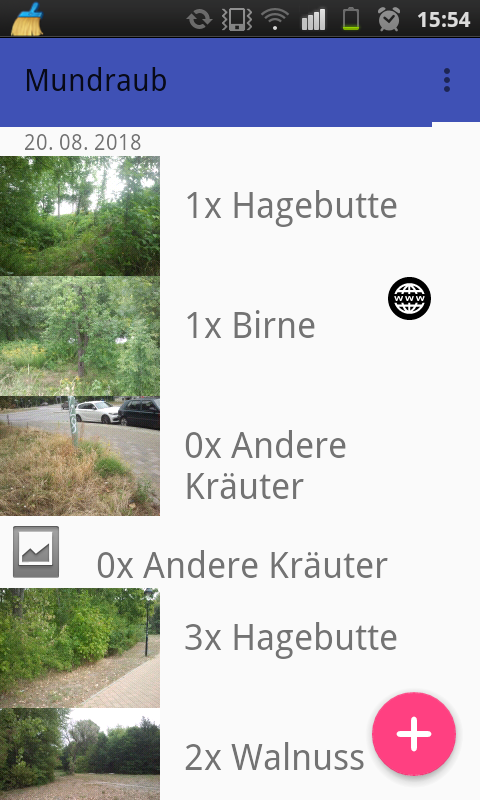 15:54
Mundraub
20. 08. 2018
1x Hagebutte
1x Birne
WWW
0x Andere
Kräuter
0x Andere Kräuter
3x Hagebutte
2x Walnuss